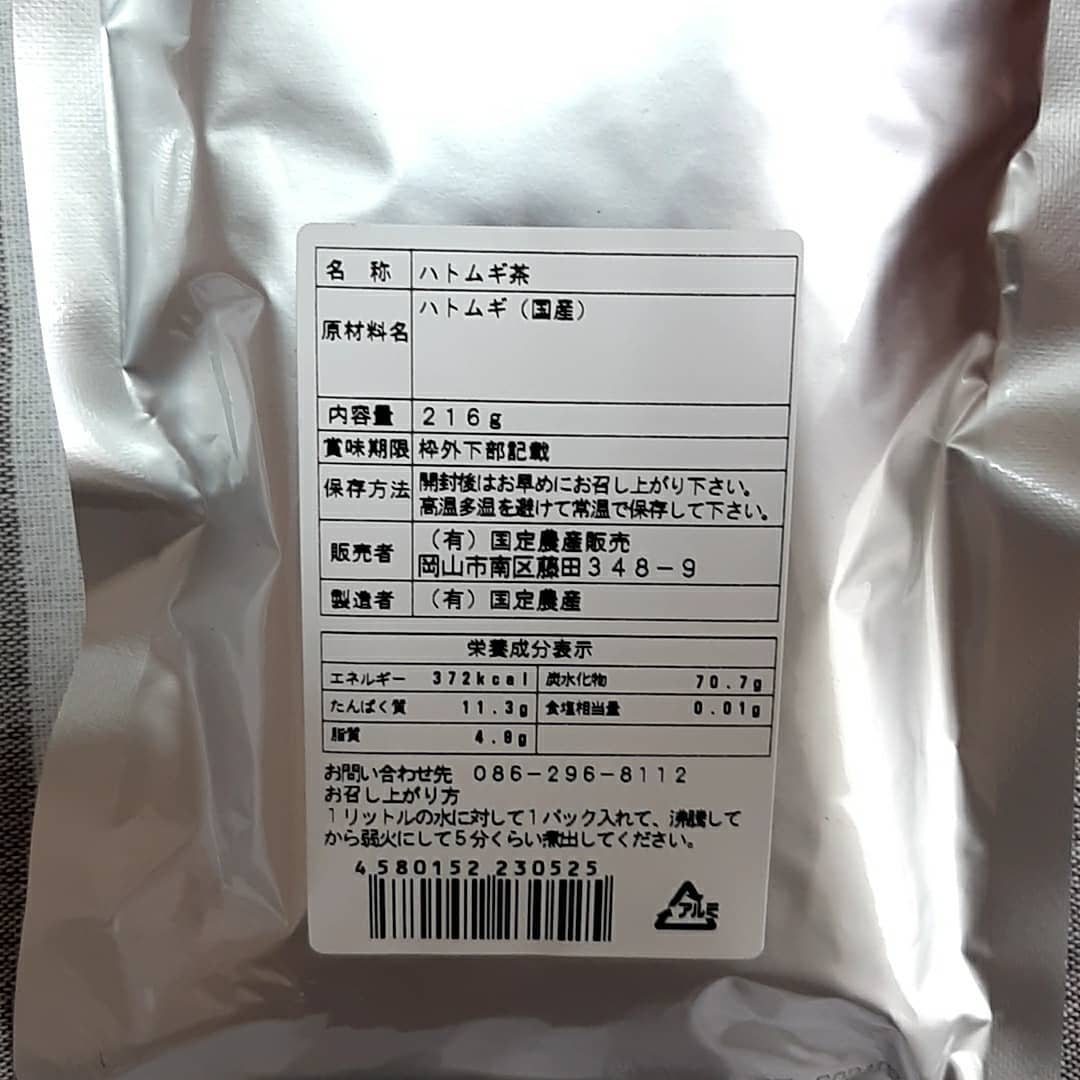 名 称 ハトムギ茶
原材料名 ハトムギ（国産）
内容量 216g
賞味期限 枠外下部記載
保存方法 開封後はお早めにお召し上がり下さい。
高温多湿を避けて常温で保存して下さい。
販売者 （有）国定農産販売
岡山市南区藤田348－9
製造者 （有）国定農産
栄養成分表示
エネルギー 372kcal 炭水化物 70.7g
たんぱく質 11.3g 食塩相当量 0.01g
脂質
お問い合わせ先 086－296－8112
お召し上がり方
1リットルの水に対して1パック入れて、沸騰して
から弱火にして5分くらい煮出してください。
4 580152 230525
アルミ